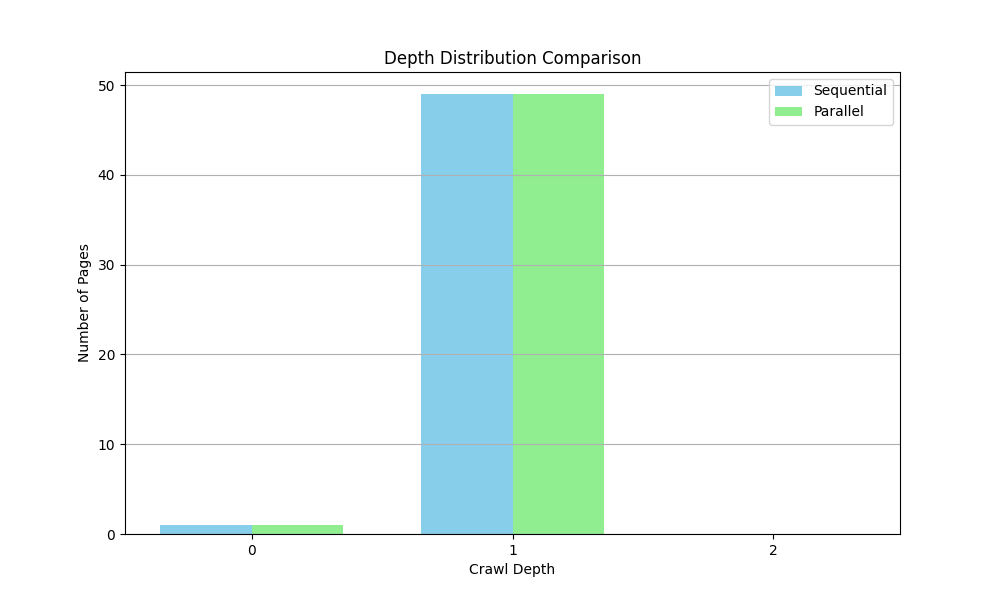 Depth Distribution Comparison
Sequential
Parallel
Number of Pages
50
40
30
20
10
0
0 1 2
Crawl Depth